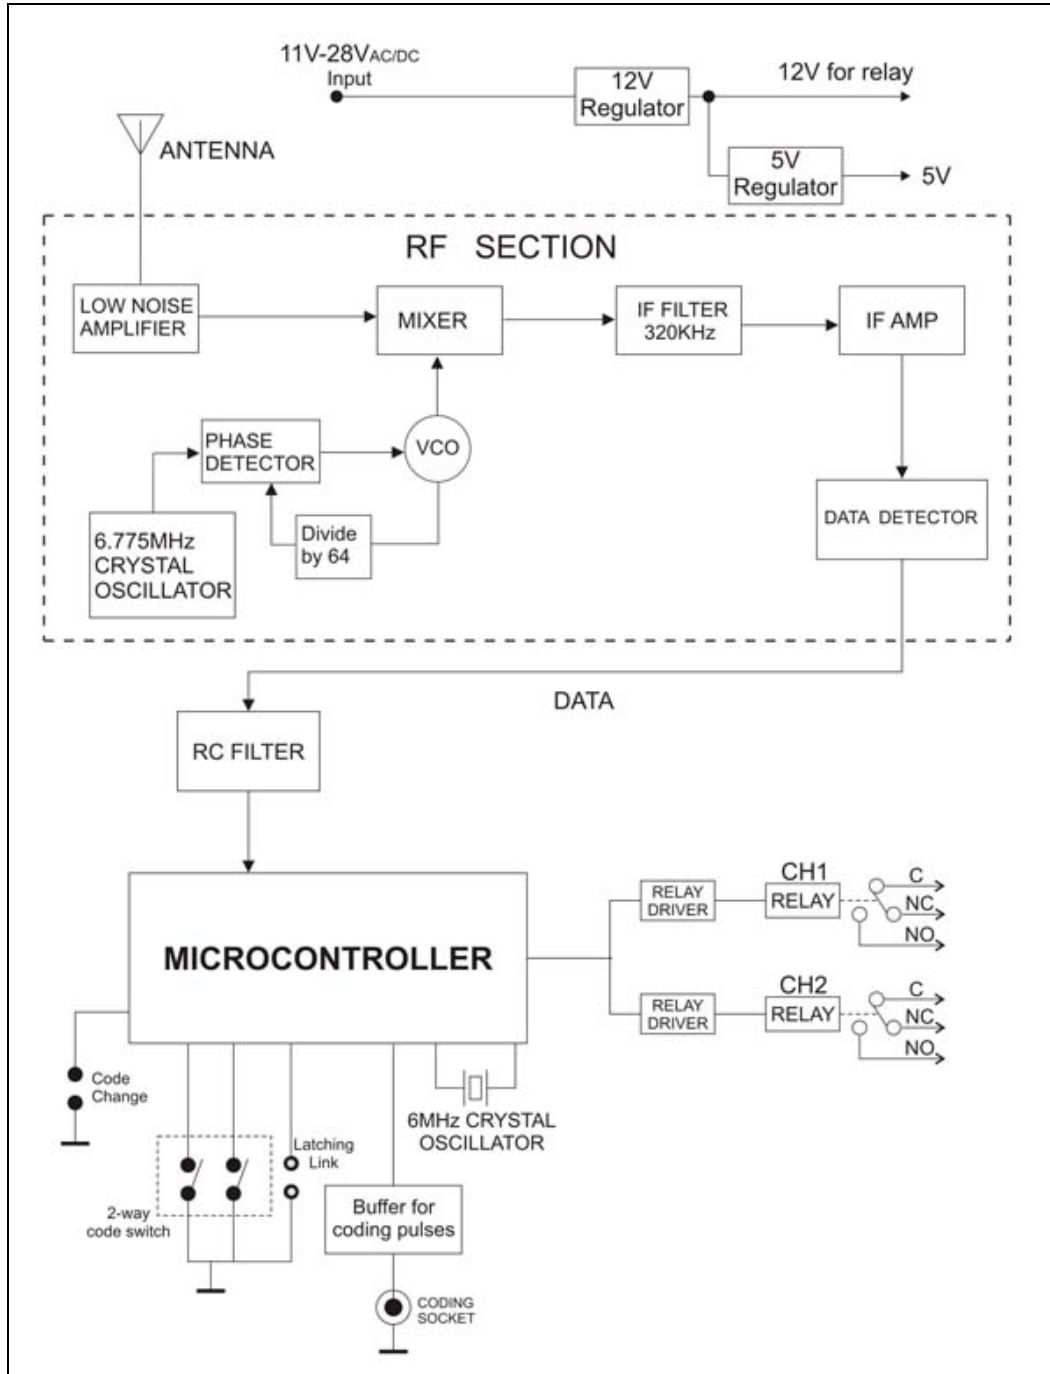 11V-28VAC/DC
Input
12V
Regulator
12V for relay
5V
Regulator
5V
ANTENNA
RF SECTION
LOW NOISE
AMPLIFIER
MIXER
IF FILTER
320KHz
IF AMP
PHASE
DETECTOR
VCO
6.775MHz
CRYSTAL
OSCILLATOR
Divide
by 64
DATA DETECTOR
DATA
RC FILTER
MICROCONTROLLER
RELAY
DRIVER
CH1
RELAY
C
NC
NO
RELAY
DRIVER
CH2
RELAY
C
NC
NO
Code
Change
2-way
code switch
Latching
Link
6MHz CRYSTAL
OSCILLATOR
Buffer for
coding pulses
CODING
SOCKET